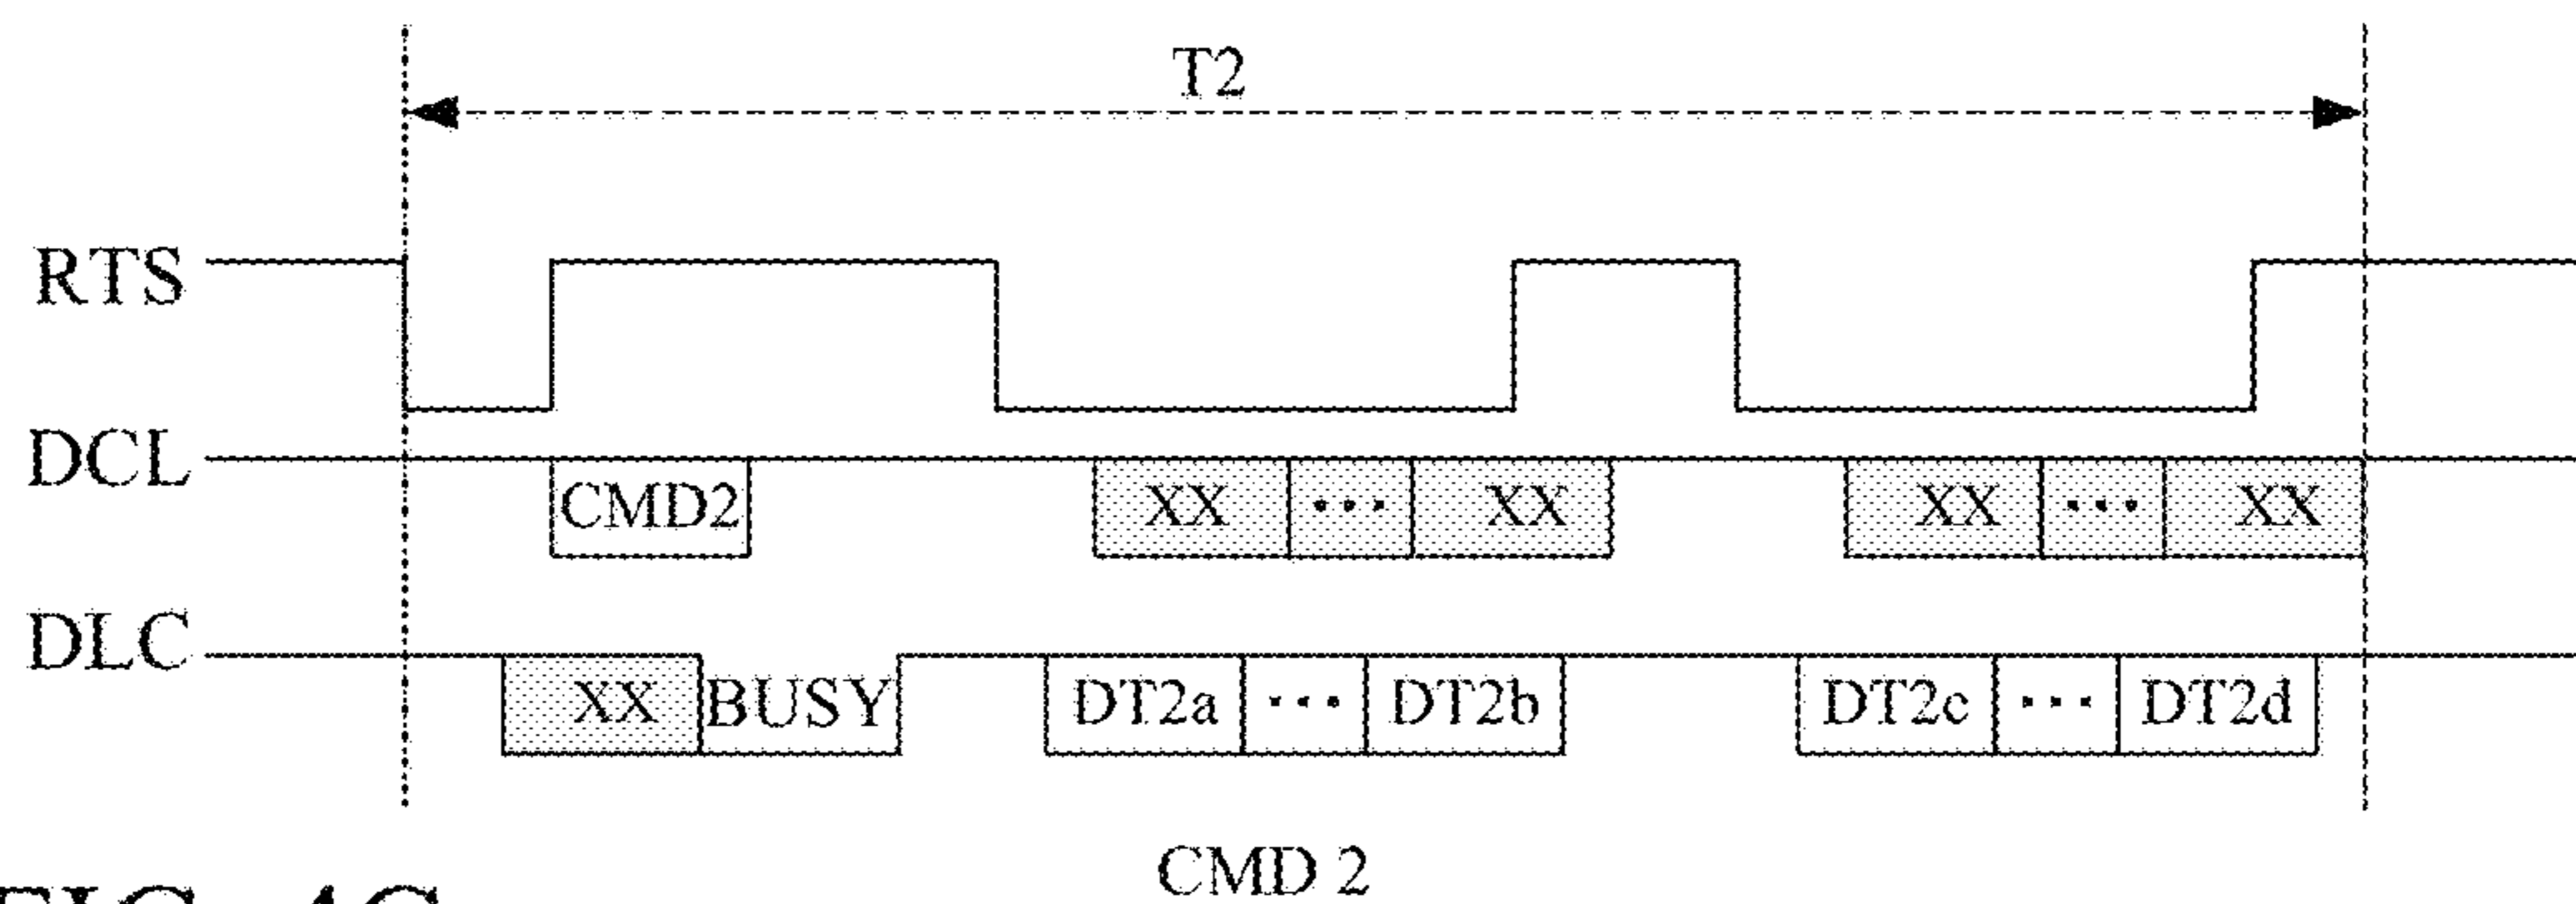 T2
RTS
DCL
CMD2 XX ... XX XX ... XX
DLC
XX BUSY DT2a ... DT2b DT2c ... DT2d
CMD 2